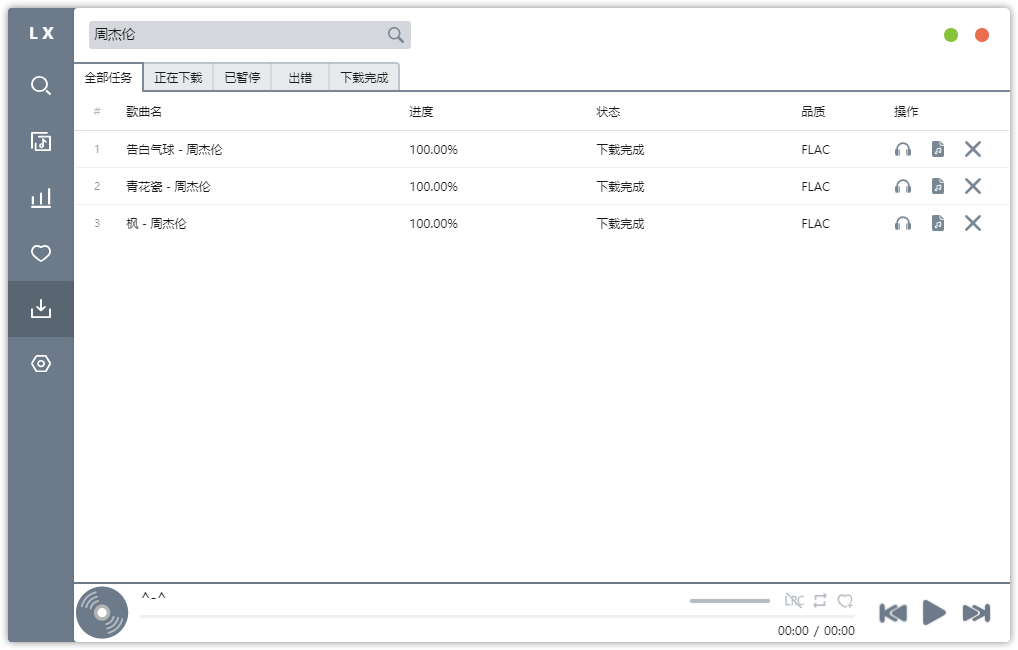 LX
周杰伦
全部任务 正在下载 已暂停 出错 下载完成
# 歌曲名 进度 状态 品质 操作
1 告白气球 - 周杰伦 100.00% 下载完成 FLAC
2 青花瓷 - 周杰伦 100.00% 下载完成 FLAC
3 枫 - 周杰伦 100.00% 下载完成 FLAC
^-^
LRC
00:00 / 00:00